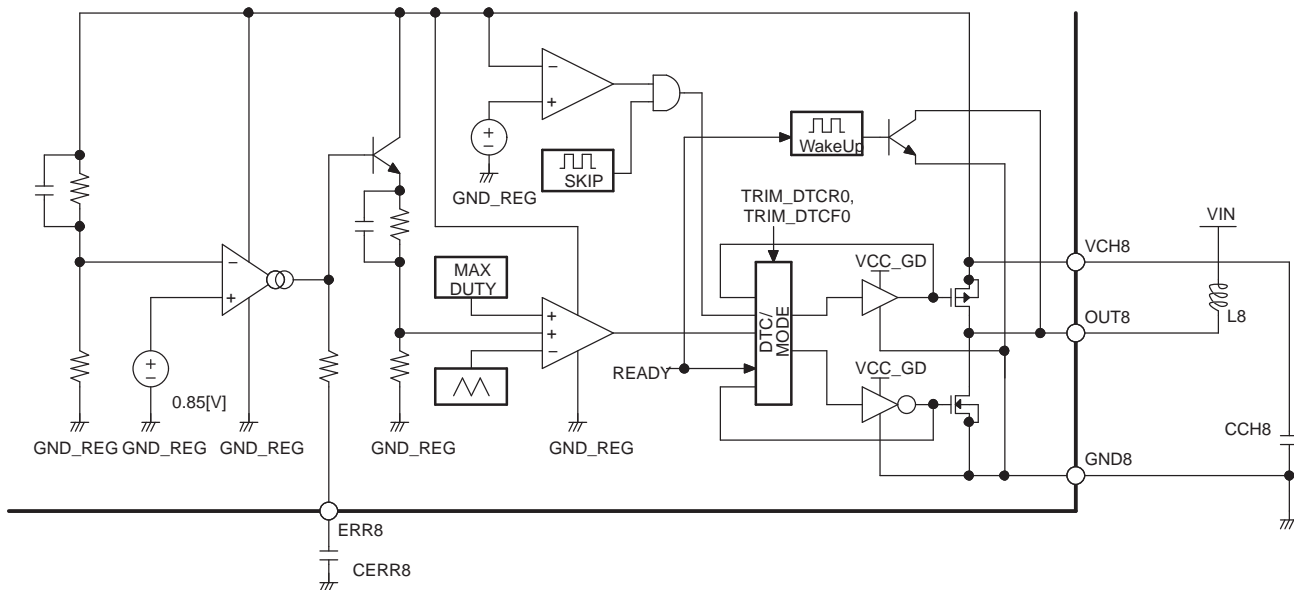 SKIP
WakeUp
GND_REG
TRIM_DTCR0,
TRIM_DTCF0
VIN
VCH8
MAX
DUTY
VCC_GD
L8
OUT8
DTC/
MODE
READY
VCC_GD
0.85[V]
GND_REG
GND_REG
GND_REG
GND_REG
GND_REG
CCH8
GND8
ERR8
CERR8